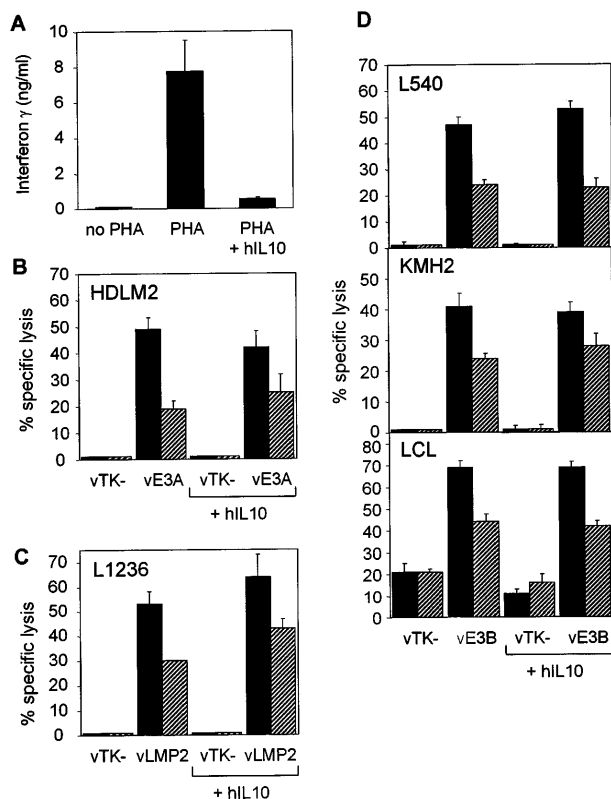 A
Interferon γ (ng/ml)
10
8
6
4
2
0
no PHA PHA PHA
+ hIL10
B
HDLM2
% specific lysis
70
60
50
40
30
20
10
0
vTK- vE3A vTK- vE3A
+ hIL10
C
L1236
% specific lysis
60
50
40
30
20
10
0
vTK- vLMP2 vTK- vLMP2
+ hIL10
D
L540
70
60
50
40
30
20
10
0
KMH2
% specific lysis
40
30
20
10
0
LCL
70
60
50
40
30
20
10
0
vTK- vE3B vTK- vE3B
+ hIL10